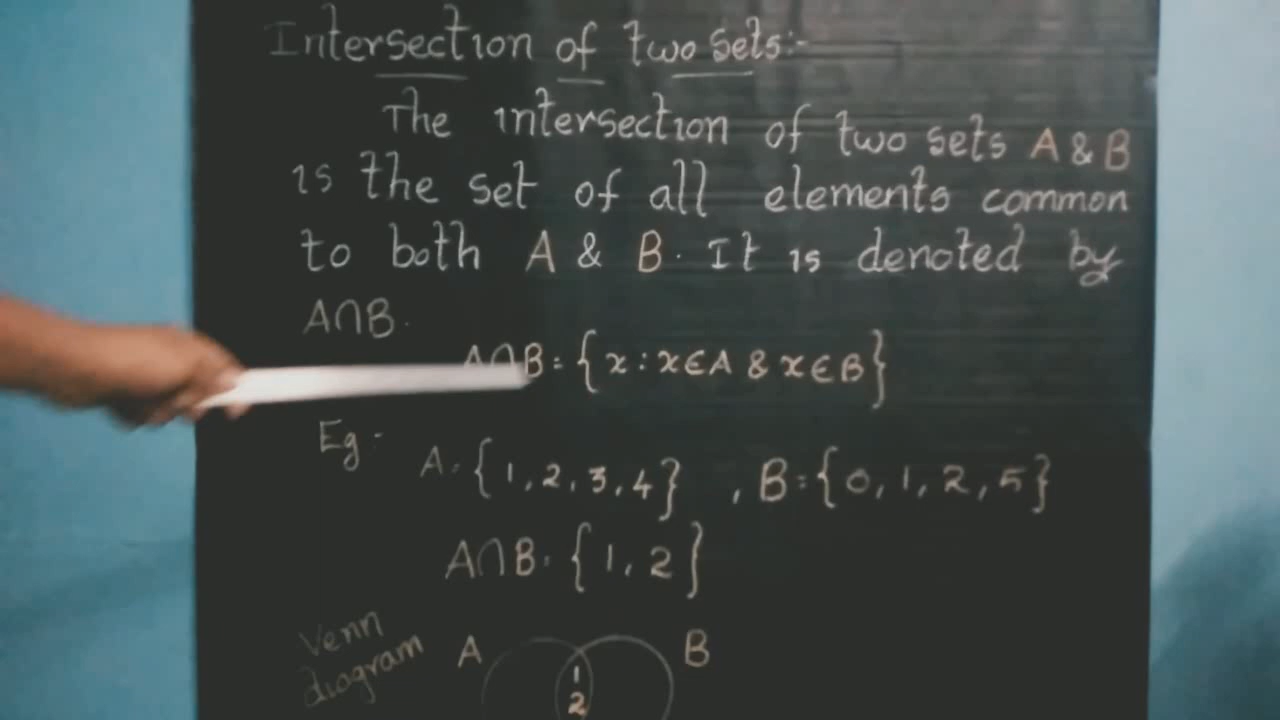 Intersection of two sets:-
The intersection of two sets A & B
is the set of all elements common
to both A & B. It is denoted by
A∩B.
A∩B = {x : x∈A & x∈B}
Eg:-
A = {1, 2, 3, 4} , B = {0, 1, 2, 5}
A∩B = {1, 2}
Venn
diagram
A B
1
2